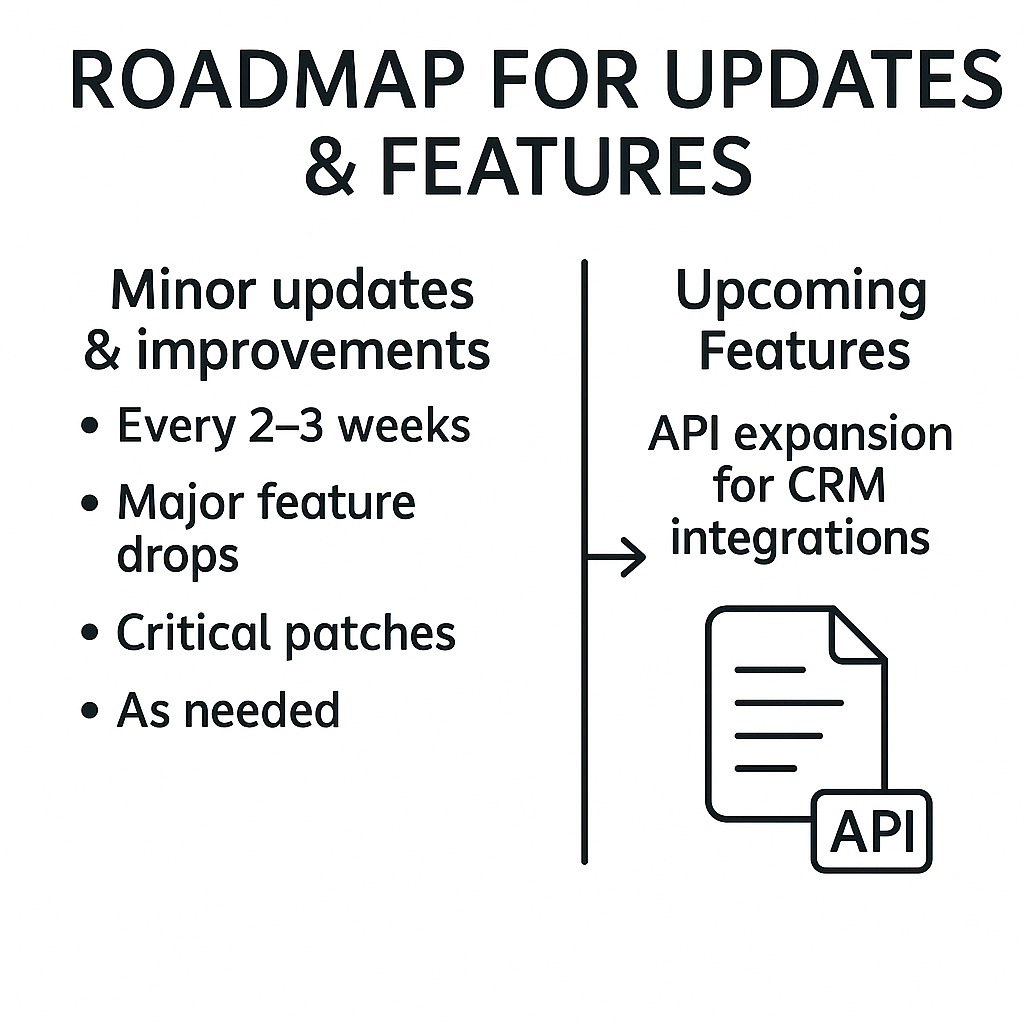 ROADMAP FOR UPDATES
& FEATURES
Minor updates
& improvements
• Every 2–3 weeks
• Major feature
drops
• Critical patches
• As needed
Upcoming
Features
API expansion
for CRM
integrations
API